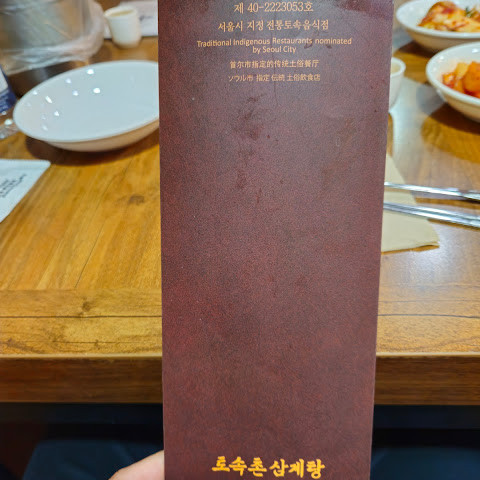 제 40-2223053호
서울시 지정 전통토속음식점
Traditional Indigenous Restaurants nominated
by Seoul City
首尔市指定的传统土俗餐厅
ソウル市 指定 伝統 土俗飲食店
토속촌 삼계탕